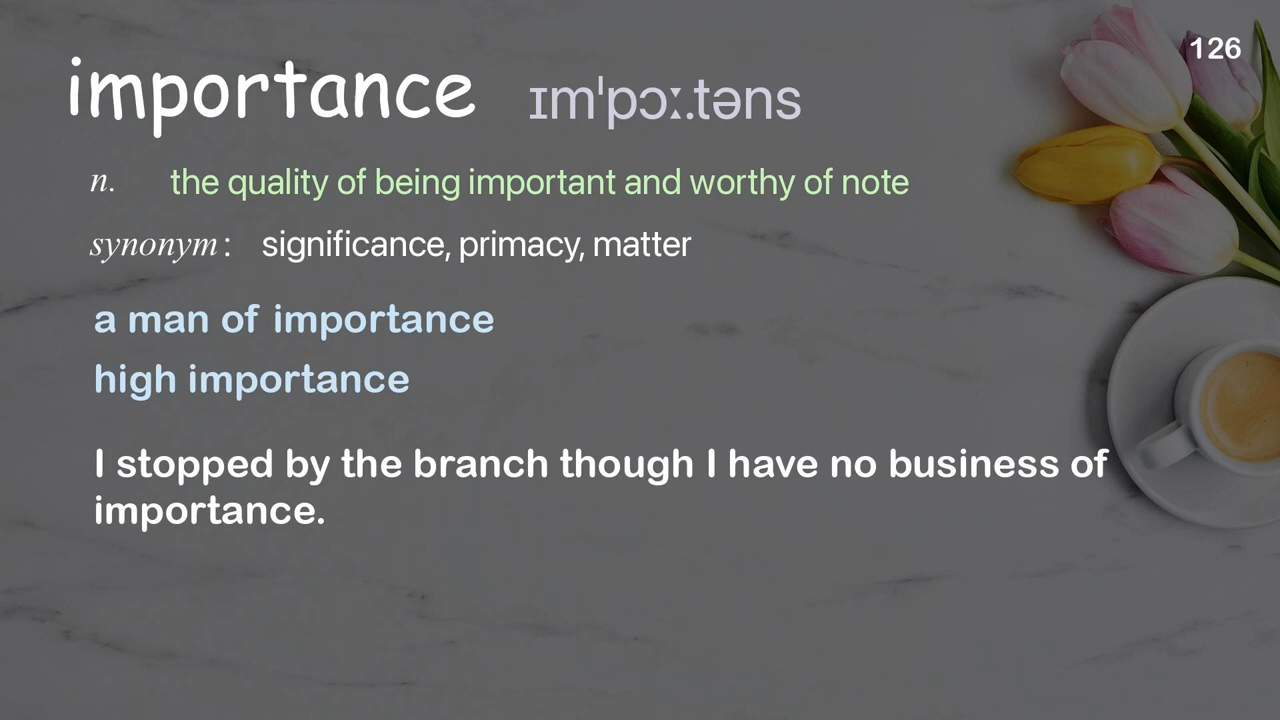 126
importance ɪmˈpɔː.təns
n. the quality of being important and worthy of note
synonym: significance, primacy, matter
a man of importance
high importance
I stopped by the branch though I have no business of
importance.